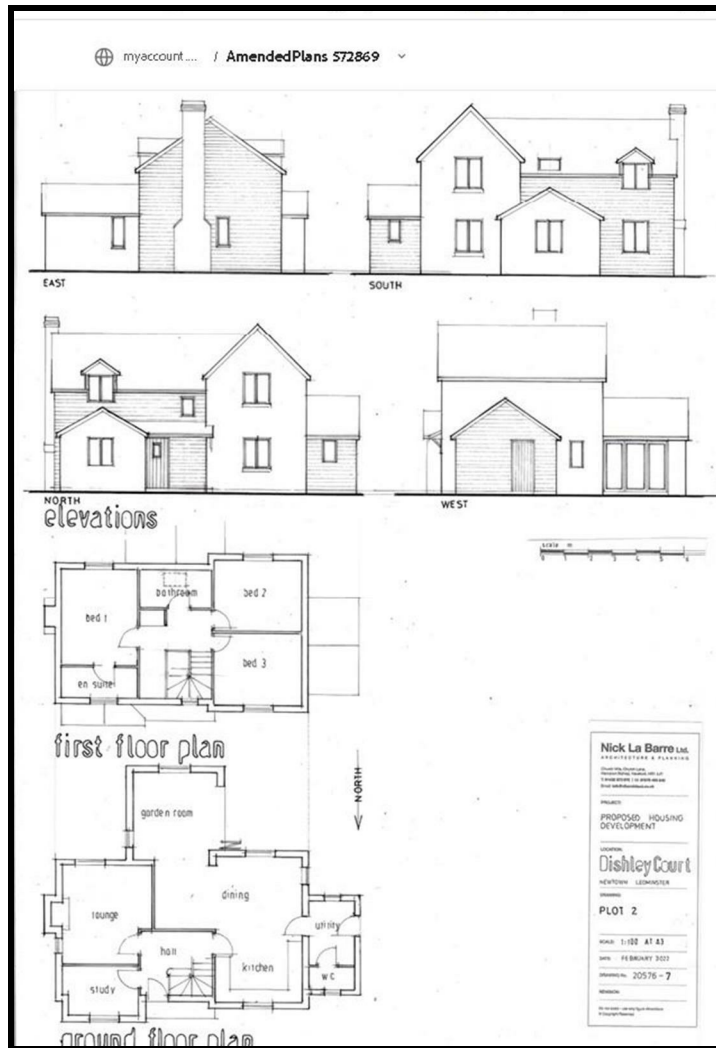 myaccount.... / AmendedPlans 572869
EAST
SOUTH
NORTH
WEST
elevations
bed 1
bathroom
bed 2
bed 3
en suite
first floor plan
NORTH
garden room
lounge
dining
utility
hall
kitchen
study
WC
ground floor plan
Nick La Barre Ltd.
ARCHITECTURE & PLANNING
PROJECT:
PROPOSED HOUSING
DEVELOPMENT
LOCATION:
Dishley Court
NEWTOWN LEOMINSTER
DRAWING:
PLOT 2
SCALE: 1:100 AT A3
DATE: FEBRUARY 2022
DRAWING No. 20576 - 7
REVISION: